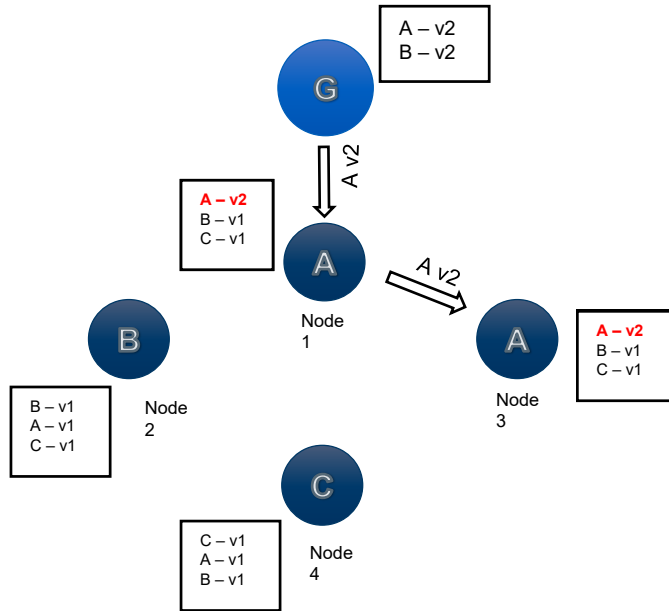 A – v2
B – v2
G
A v2
A – v2
B – v1
C – v1
A
Node
1
A v2
B
Node
2
B – v1
A – v1
C – v1
A
Node
3
A – v2
B – v1
C – v1
C
Node
4
C – v1
A – v1
B – v1